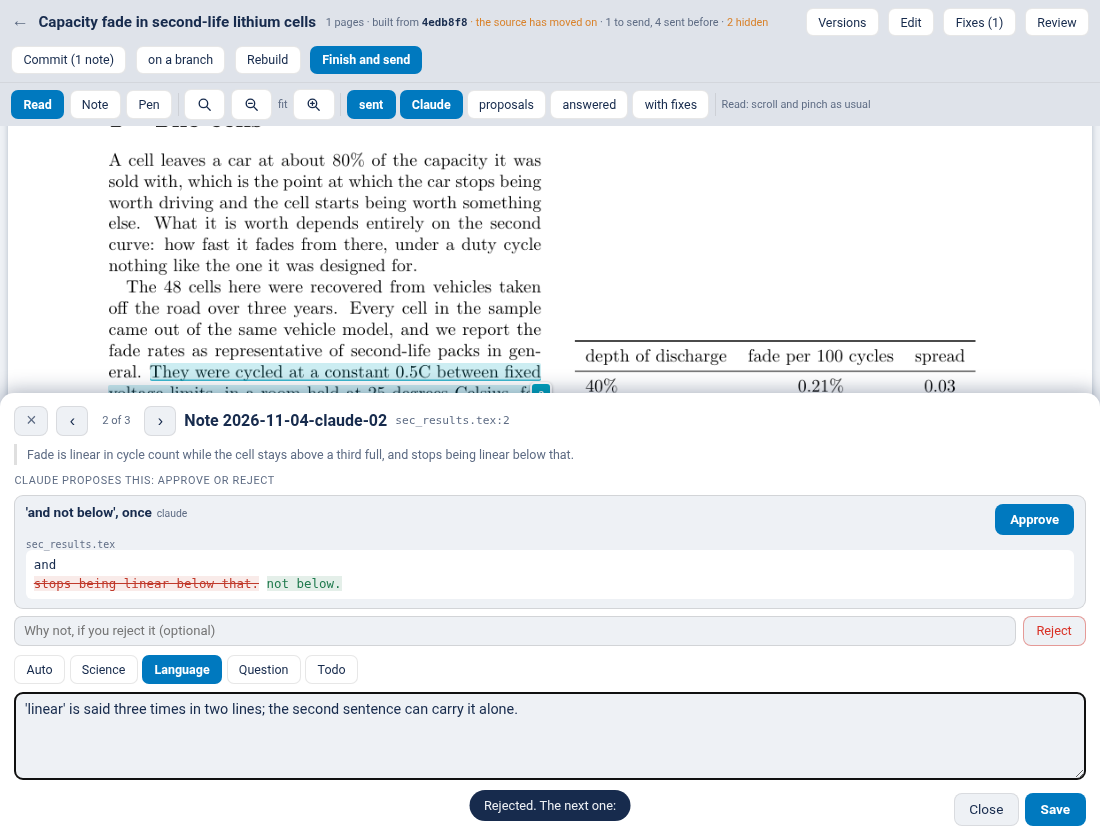 ← Capacity fade in second-life lithium cells 1 pages · built from 4edb8f8 · the source has moved on · 1 to send, 4 sent before · 2 hidden Versions Edit Fixes (1) Review
Commit (1 note) on a branch Rebuild Finish and send
Read Note Pen fit sent Claude proposals answered with fixes Read: scroll and pinch as usual
A cell leaves a car at about 80% of the capacity it was
sold with, which is the point at which the car stops being
worth driving and the cell starts being worth something
else. What it is worth depends entirely on the second
curve: how fast it fades from there, under a duty cycle
nothing like the one it was designed for.
The 48 cells here were recovered from vehicles taken
off the road over three years. Every cell in the sample
came out of the same vehicle model, and we report the
fade rates as representative of second-life packs in gen-
eral. They were cycled at a constant 0.5C between fixed
voltage limits, in a room held at 25 degrees Celsius,
depth of discharge fade per 100 cycles spread
40% 0.21% 0.03
× ‹ 2 of 3 › Note 2026-11-04-claude-02 sec_results.tex:2
Fade is linear in cycle count while the cell stays above a third full, and stops being linear below that.
CLAUDE PROPOSES THIS: APPROVE OR REJECT
'and not below', once claude
Approve
sec_results.tex
and
stops being linear below that. not below.
Why not, if you reject it (optional) Reject
Auto Science Language Question Todo
'linear' is said three times in two lines; the second sentence can carry it alone.
Rejected. The next one:
Close Save